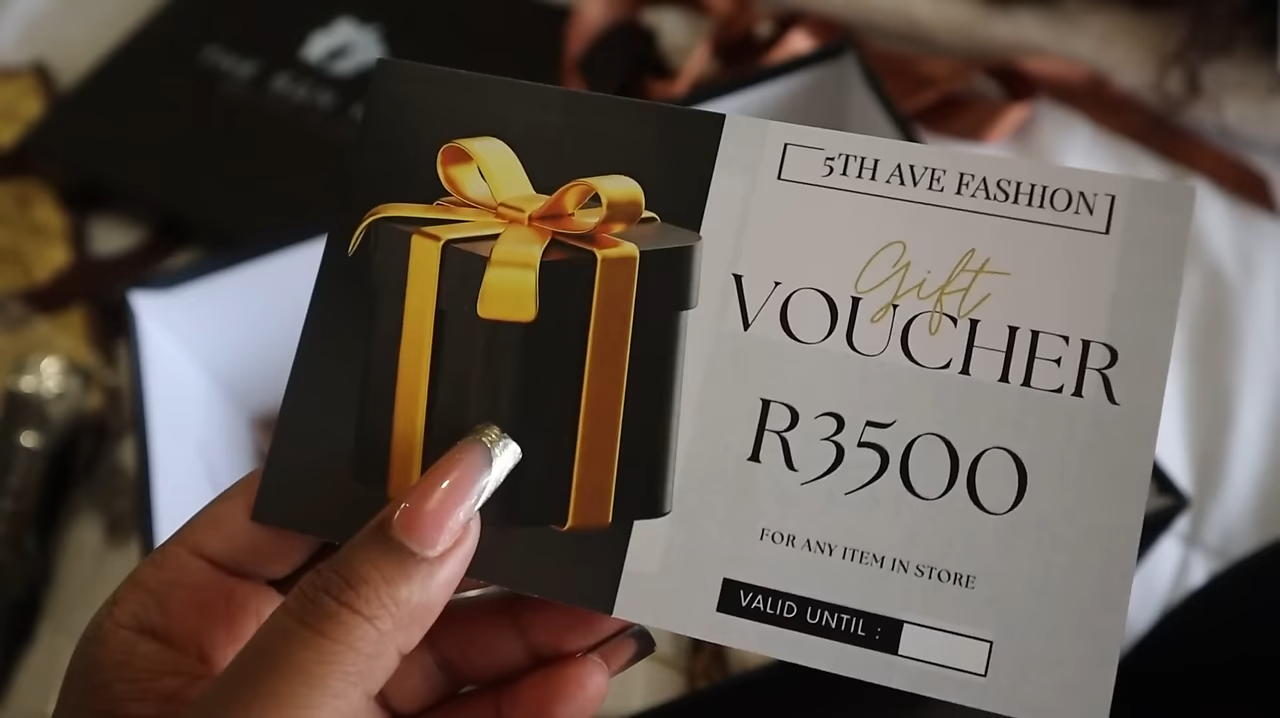 5TH AVE FASHION
Gift
VOUCHER
R3500
FOR ANY ITEM IN STORE
VALID UNTIL :